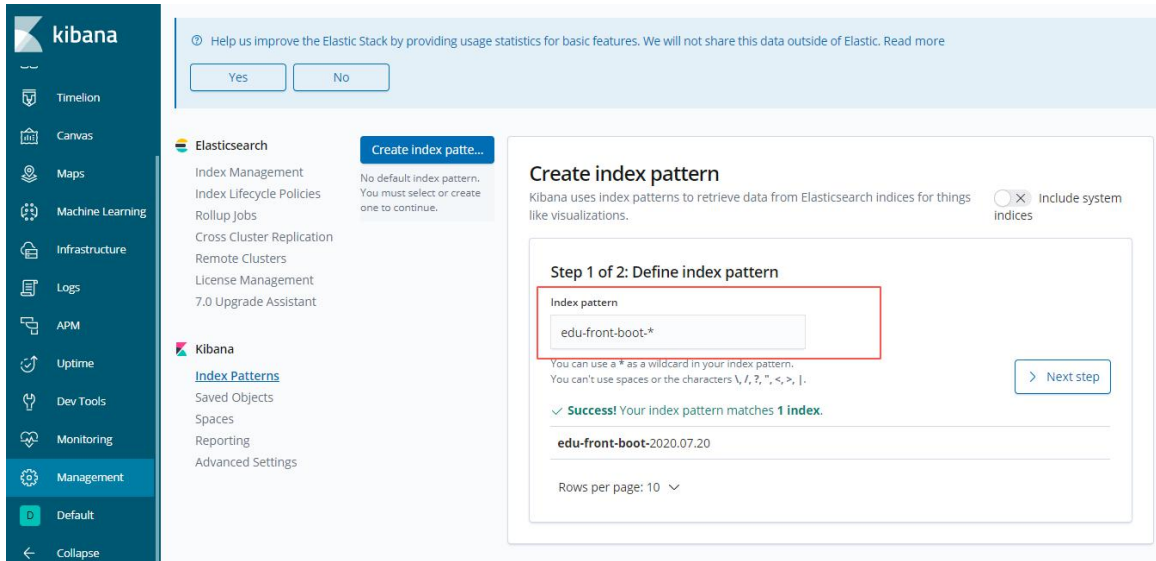 kibana
Timelion
Canvas
Maps
Machine Learning
Infrastructure
Logs
APM
Uptime
Dev Tools
Monitoring
Management
D Default
Collapse
Help us improve the Elastic Stack by providing usage statistics for basic features. We will not share this data outside of Elastic. Read more
Yes No
Elasticsearch
Index Management
Index Lifecycle Policies
Rollup Jobs
Cross Cluster Replication
Remote Clusters
License Management
7.0 Upgrade Assistant
Kibana
Index Patterns
Saved Objects
Spaces
Reporting
Advanced Settings
Create index patte...
No default index pattern.
You must select or create
one to continue.
Create index pattern
Kibana uses index patterns to retrieve data from Elasticsearch indices for things
like visualizations.
Include system
indices
Step 1 of 2: Define index pattern
Index pattern
edu-front-boot-*
You can use a * as a wildcard in your index pattern.
You can't use spaces or the characters \, /, ?, ", <, >, |.
Next step
Success! Your index pattern matches 1 index.
edu-front-boot-2020.07.20
Rows per page: 10